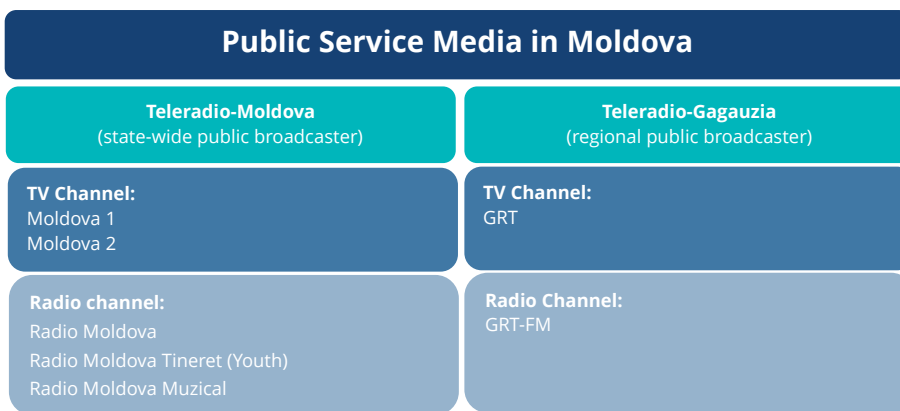 Public Service Media in Moldova
Teleradio-Moldova
(state-wide public broadcaster)
Teleradio-Gagauzia
(regional public broadcaster)
TV Channel:
Moldova 1
Moldova 2
TV Channel:
GRT
Radio channel:
Radio Moldova
Radio Moldova Tineret (Youth)
Radio Moldova Muzical
Radio Channel:
GRT-FM